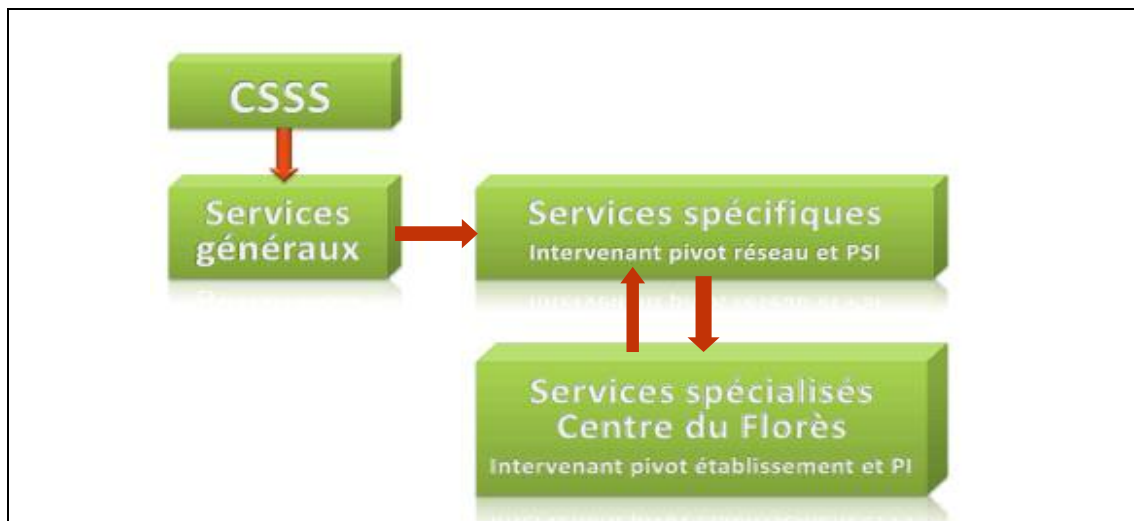 CSSS
Services
généraux
Services spécifiques
Intervenant pivot réseau et PSI
Services spécialisés
Centre du Florès
Intervenant pivot établissement et PI